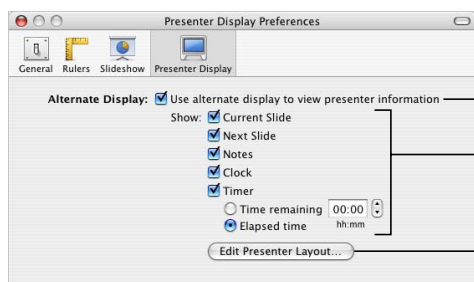 Presenter Display Preferences
General Rulers Slideshow Presenter Display
Alternate Display: Use alternate display to view presenter information
Show: Current Slide
Next Slide
Notes
Clock
Timer
Time remaining 00:00
Elapsed time hh:mm
Edit Presenter Layout...